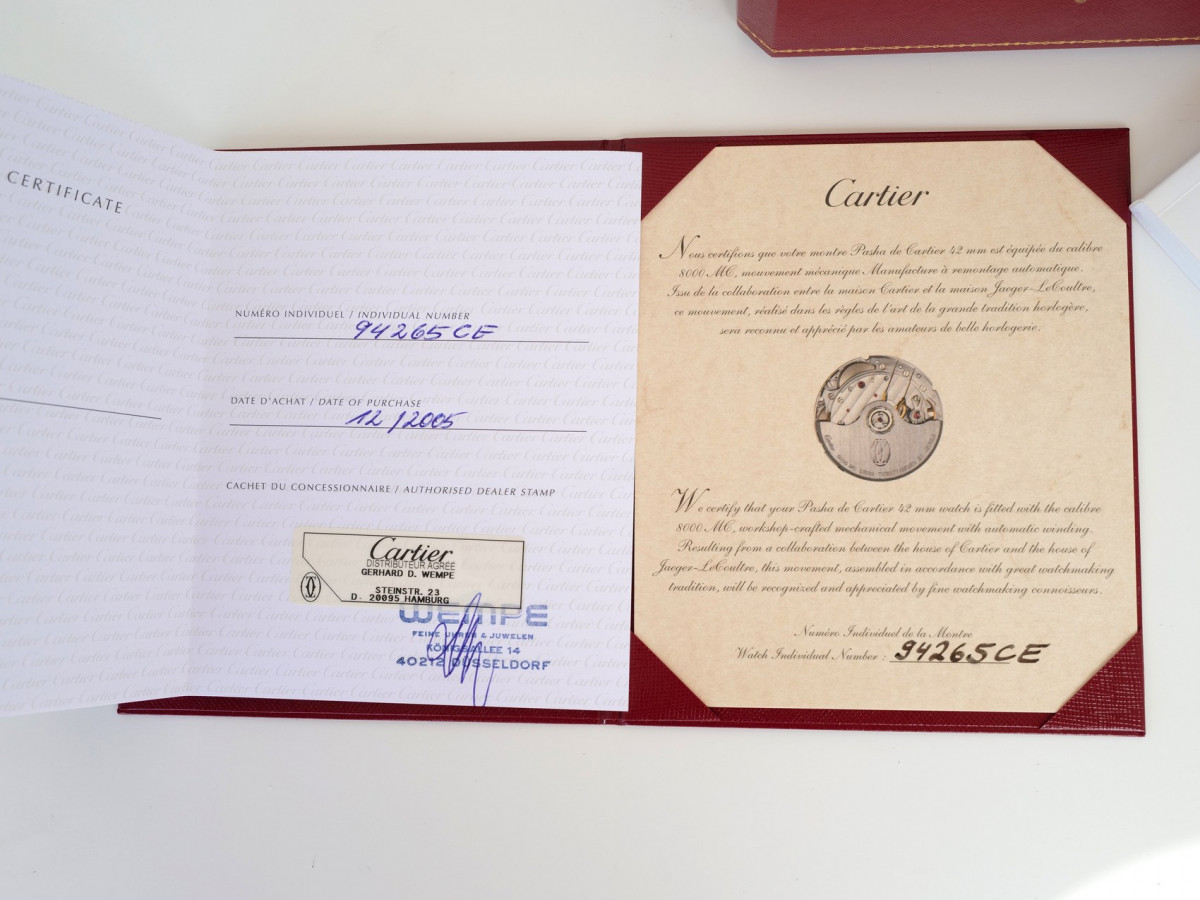 CERTIFICATE
NUMÉRO INDIVIDUEL / INDIVIDUAL NUMBER
94265CE
DATE D'ACHAT / DATE OF PURCHASE
12/2005
CACHET DU CONCESSIONNAIRE / AUTHORISED DEALER STAMP
Cartier
DISTRIBUTEUR AGRÉÉ
GERHARD D. WEMPE
STEINSTR. 23
D- 20095 HAMBURG
WEMPE
FEINE UHREN & JUWELEN
KÖNIGSALLEE 14
40212 DÜSSELDORF
Cartier
Nous certifions que votre montre Pasha de Cartier 42 mm est équipée du calibre
8000 MC, mouvement mécanique Manufacture à remontage automatique.
Issu de la collaboration entre la maison Cartier et la maison Jaeger-LeCoultre,
ce mouvement, réalisé dans les règles de l'art de la grande tradition horlogère,
sera reconnu et apprécié par les amateurs de belle horlogerie.
We certify that your Pasha de Cartier 42 mm watch is fitted with the calibre
8000 MC, workshop-crafted mechanical movement with automatic winding.
Resulting from a collaboration between the house of Cartier and the house of
Jaeger-LeCoultre, this movement, assembled in accordance with great watchmaking
tradition, will be recognized and appreciated by fine watchmaking connoisseurs.
Numéro Individuel de la Montre
Watch Individual Number : 94265CE